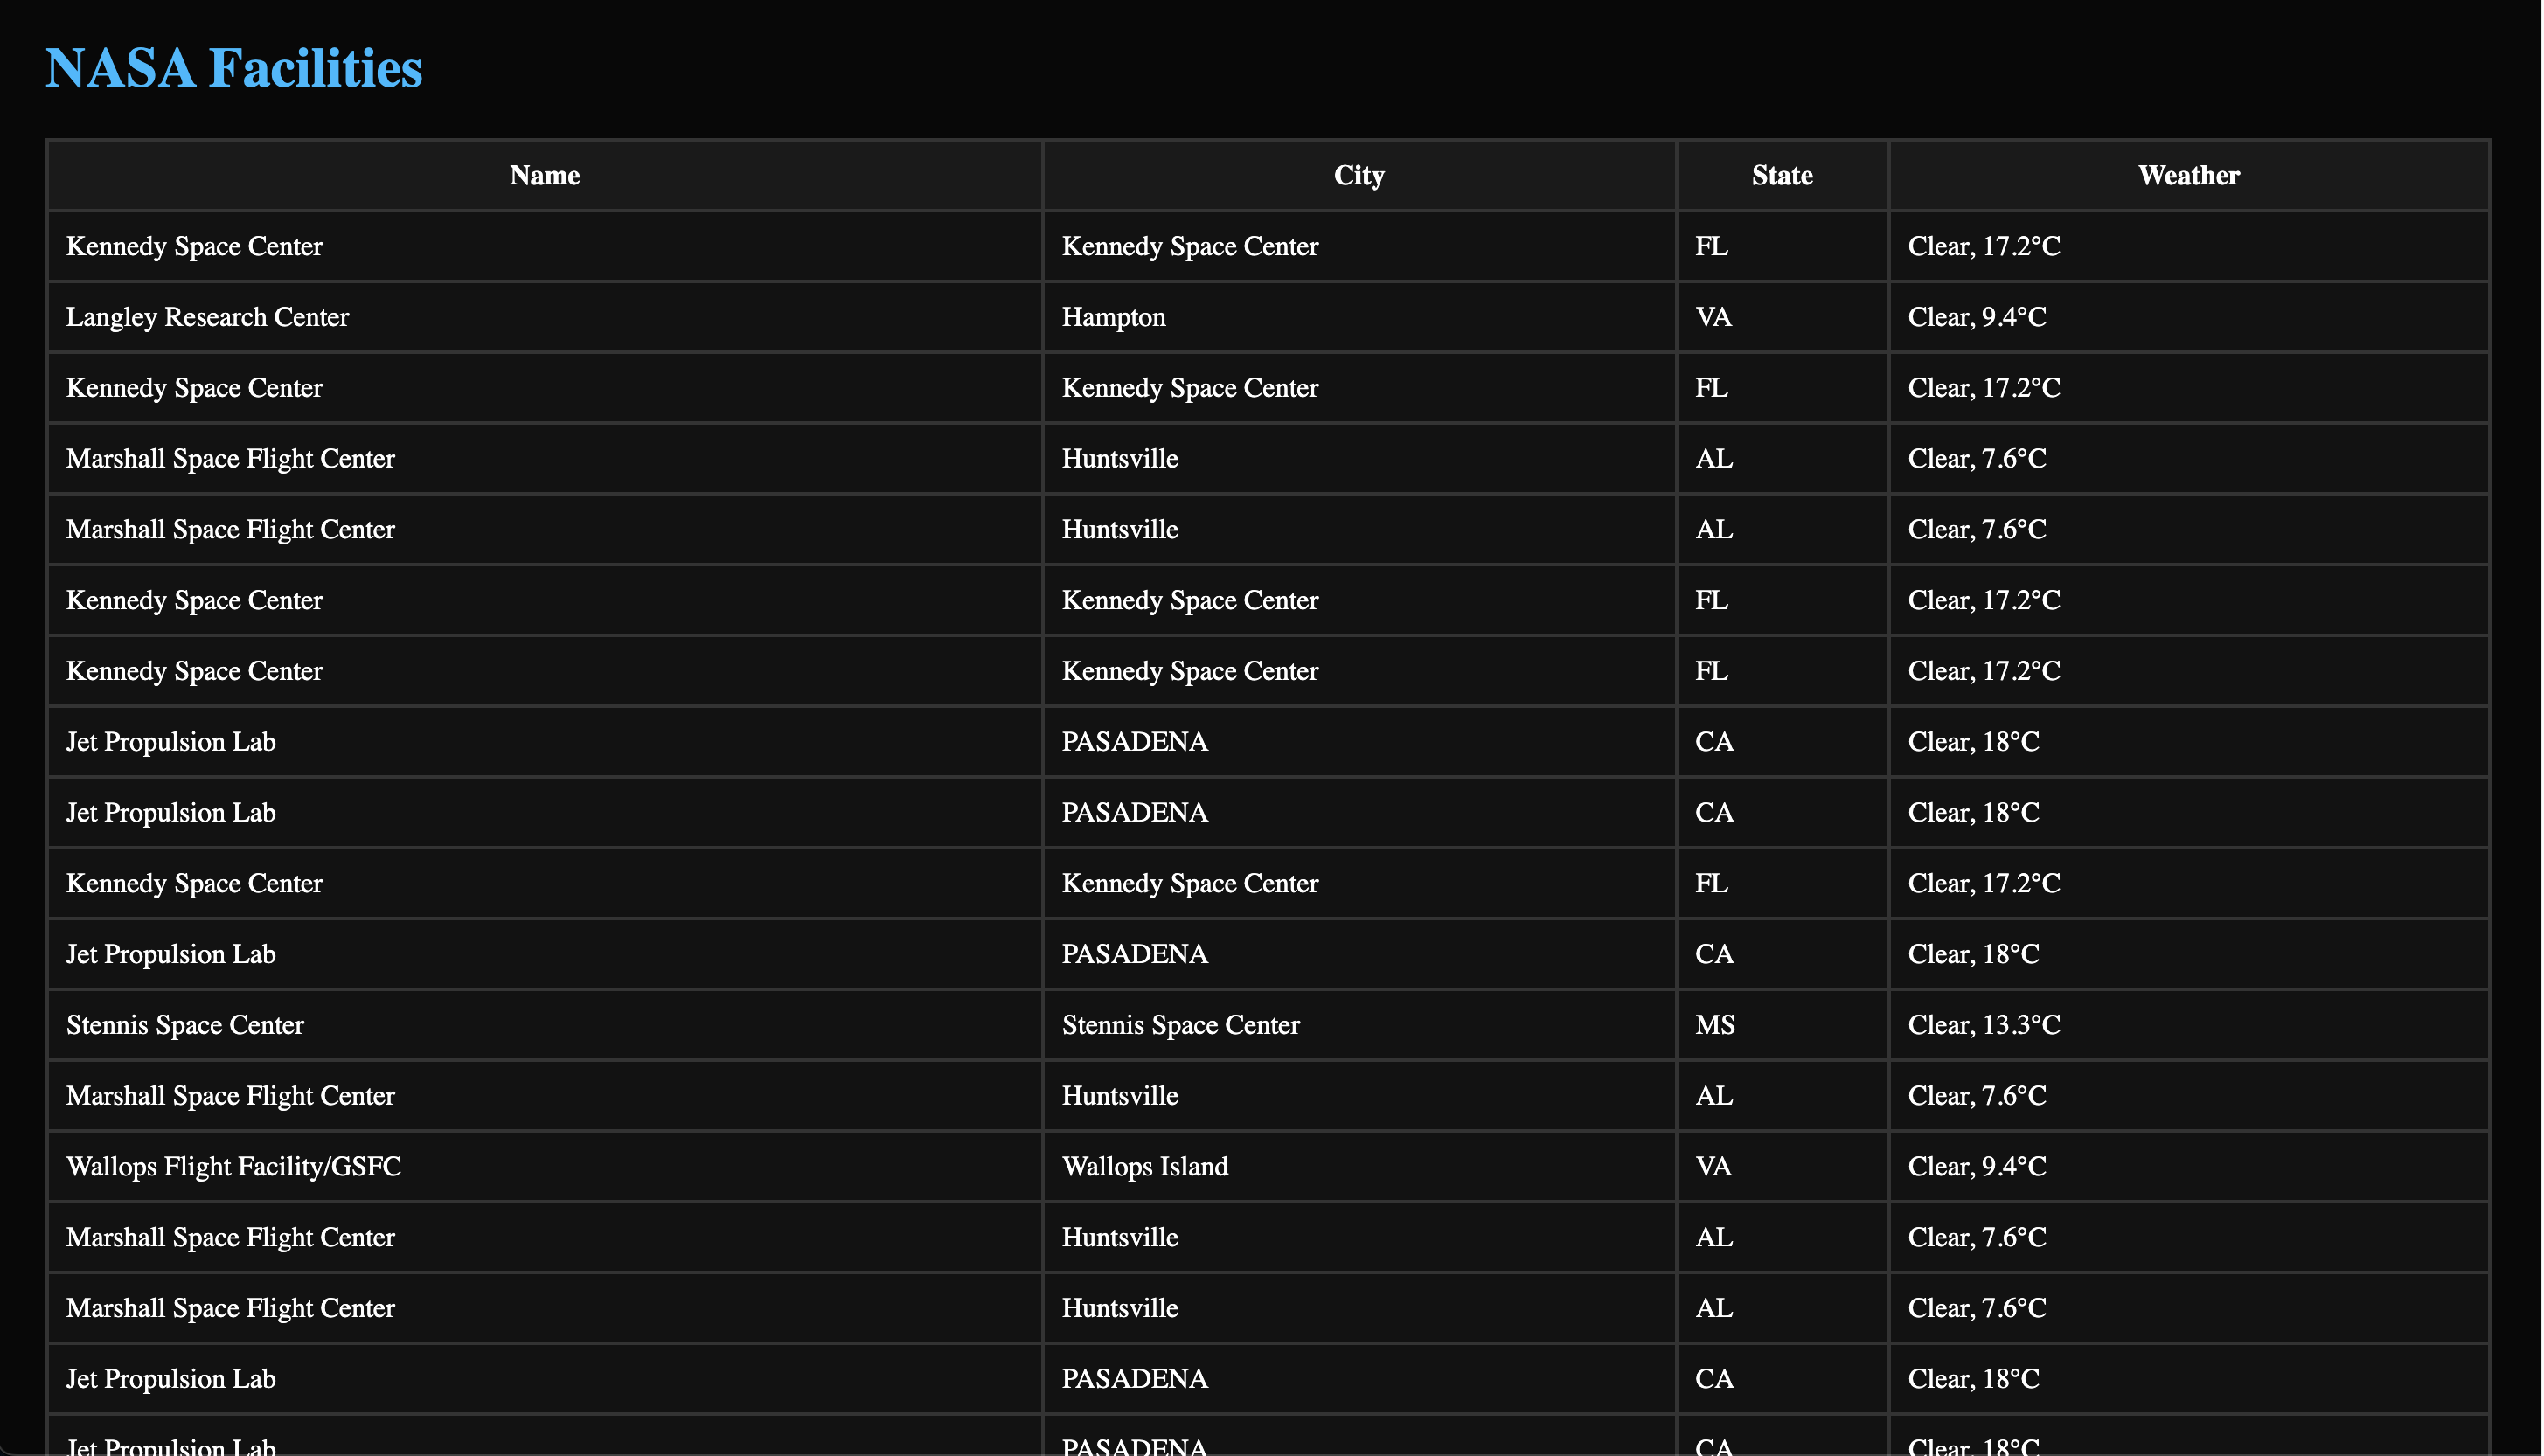 NASA Facilities
Name City State Weather
Kennedy Space Center Kennedy Space Center FL Clear, 17.2°C
Langley Research Center Hampton VA Clear, 9.4°C
Kennedy Space Center Kennedy Space Center FL Clear, 17.2°C
Marshall Space Flight Center Huntsville AL Clear, 7.6°C
Marshall Space Flight Center Huntsville AL Clear, 7.6°C
Kennedy Space Center Kennedy Space Center FL Clear, 17.2°C
Kennedy Space Center Kennedy Space Center FL Clear, 17.2°C
Jet Propulsion Lab PASADENA CA Clear, 18°C
Jet Propulsion Lab PASADENA CA Clear, 18°C
Kennedy Space Center Kennedy Space Center FL Clear, 17.2°C
Jet Propulsion Lab PASADENA CA Clear, 18°C
Stennis Space Center Stennis Space Center MS Clear, 13.3°C
Marshall Space Flight Center Huntsville AL Clear, 7.6°C
Wallops Flight Facility/GSFC Wallops Island VA Clear, 9.4°C
Marshall Space Flight Center Huntsville AL Clear, 7.6°C
Marshall Space Flight Center Huntsville AL Clear, 7.6°C
Jet Propulsion Lab PASADENA CA Clear, 18°C
Jet Propulsion Lab PASADENA CA Clear, 18°C